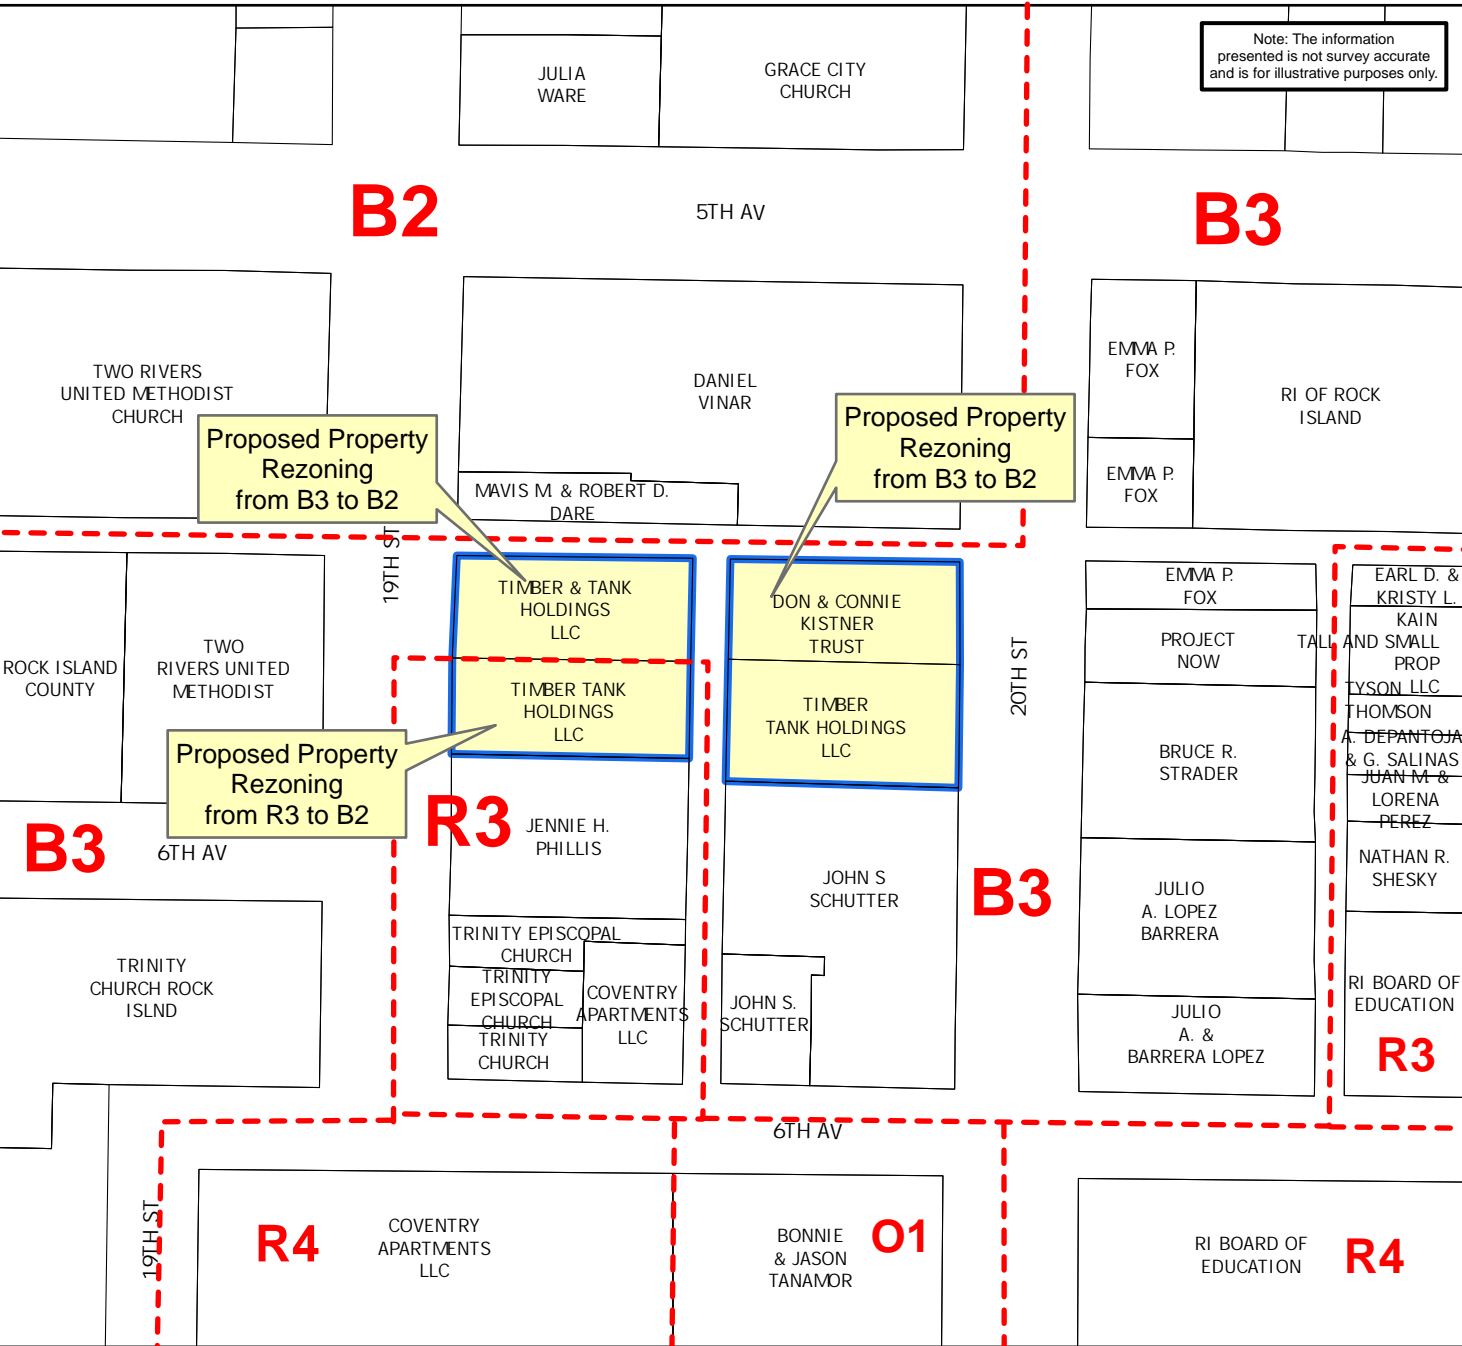 Note: The information
presented is not survey accurate
and is for illustrative purposes only.
JULIA
WARE
GRACE CITY
CHURCH
B2
5TH AV
B3
TWO RIVERS
UNITED METHODIST
CHURCH
DANIEL
VINAR
EMMA P.
FOX
RI OF ROCK
ISLAND
Proposed Property
Rezoning
from B3 to B2
Proposed Property
Rezoning
from B3 to B2
EMMA P.
FOX
MAVIS M. & ROBERT D.
DARE
19TH ST
TIMBER & TANK
HOLDINGS
LLC
DON & CONNIE
KISTNER
TRUST
EMMA P.
FOX
EARL D. &
KRISTY L.
KAIN
ROCK ISLAND
COUNTY
TWO
RIVERS UNITED
METHODIST
20TH ST
PROJECT
NOW
TALL AND SMALL
PROP
LLC
TIMBER TANK
HOLDINGS
LLC
TIMBER
TANK HOLDINGS
LLC
TYSON
THOMSON
Proposed Property
Rezoning
from R3 to B2
BRUCE R.
STRADER
A. DEPANTOJA
& G. SALINAS
JUAN M. &
LORENA
PEREZ
B3
6TH AV
R3
JENNIE H.
PHILLIS
JOHN S
SCHUTTER
B3
JULIO
A. LOPEZ
BARRERA
NATHAN R.
SHESKY
TRINITY EPISCOPAL
CHURCH
TRINITY
CHURCH ROCK
ISLND
TRINITY
EPISCOPAL
CHURCH
COVENTRY
APARTMENTS
LLC
JOHN S.
SCHUTTER
RI BOARD OF
EDUCATION
TRINITY
CHURCH
JULIO
A. &
BARRERA LOPEZ
R3
6TH AV
19TH ST
R4
COVENTRY
APARTMENTS
LLC
BONNIE
& JASON
TANAMOR
O1
RI BOARD OF
EDUCATION
R4